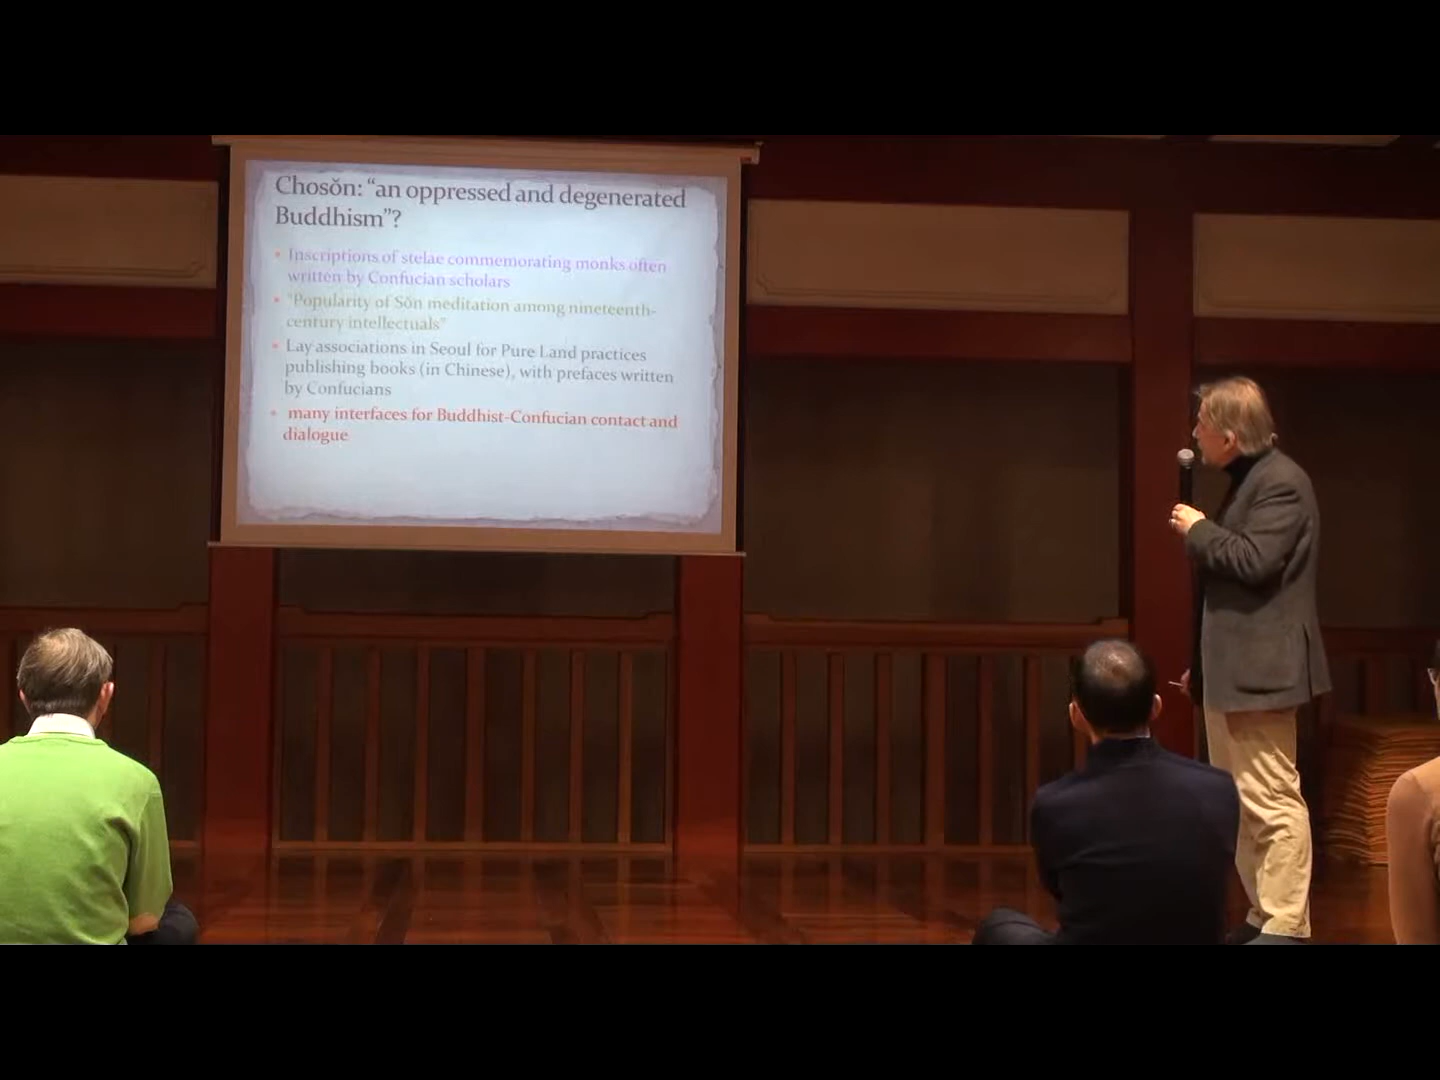 Chosŏn: “an oppressed and degenerated
Buddhism”?
• Inscriptions of stelae commemorating monks often
written by Confucian scholars
• “Popularity of Sŏn meditation among nineteenth-
century intellectuals”
• Lay associations in Seoul for Pure Land practices
publishing books (in Chinese), with prefaces written
by Confucians
• many interfaces for Buddhist-Confucian contact and
dialogue